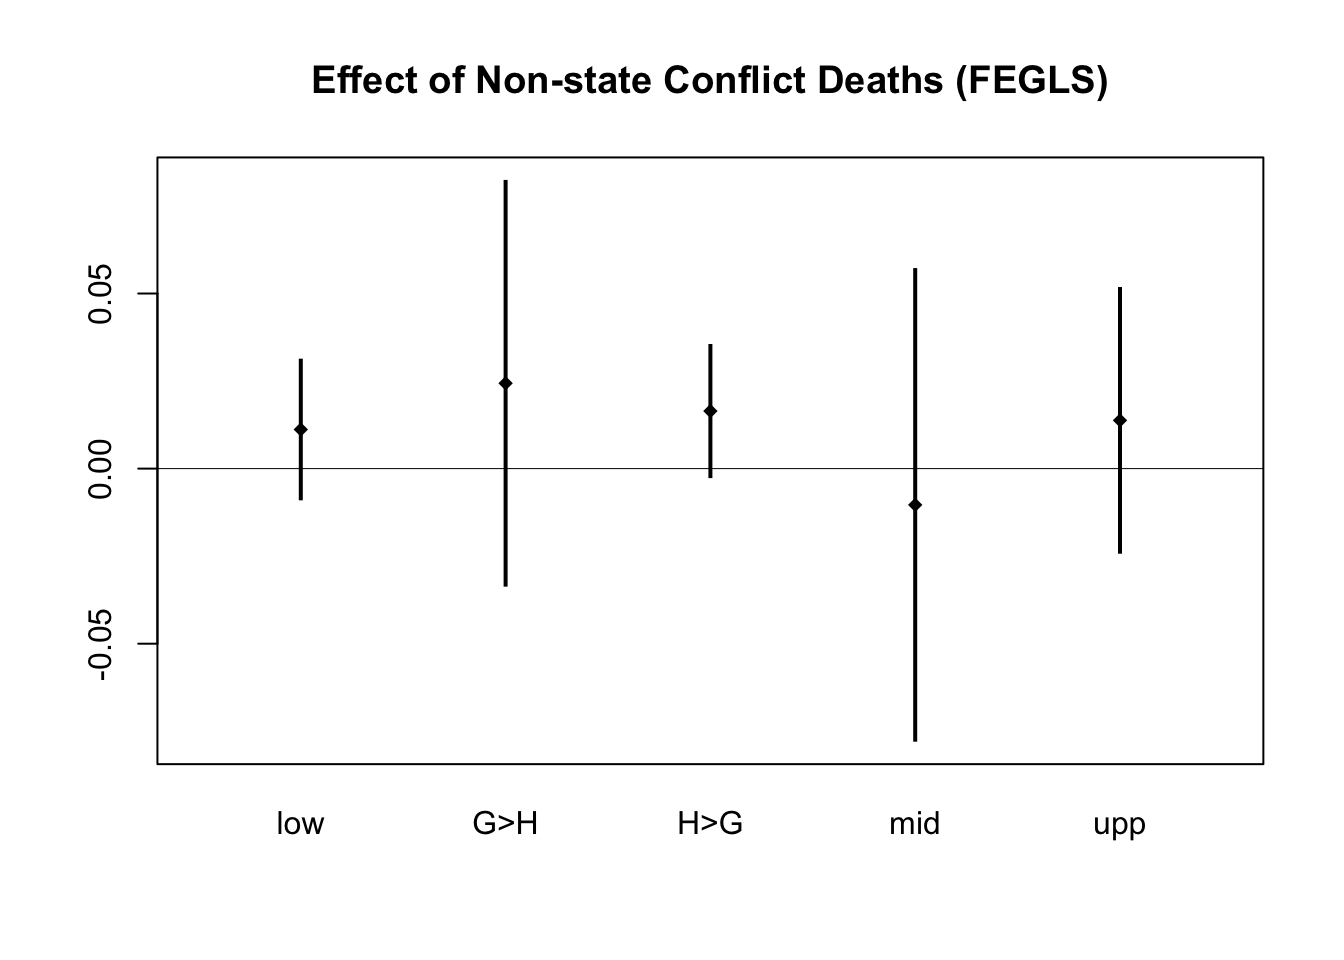 Effect of Non-state Conflict Deaths (FEGLS)
0.05
0.00
-0.05
low G>H H>G mid upp